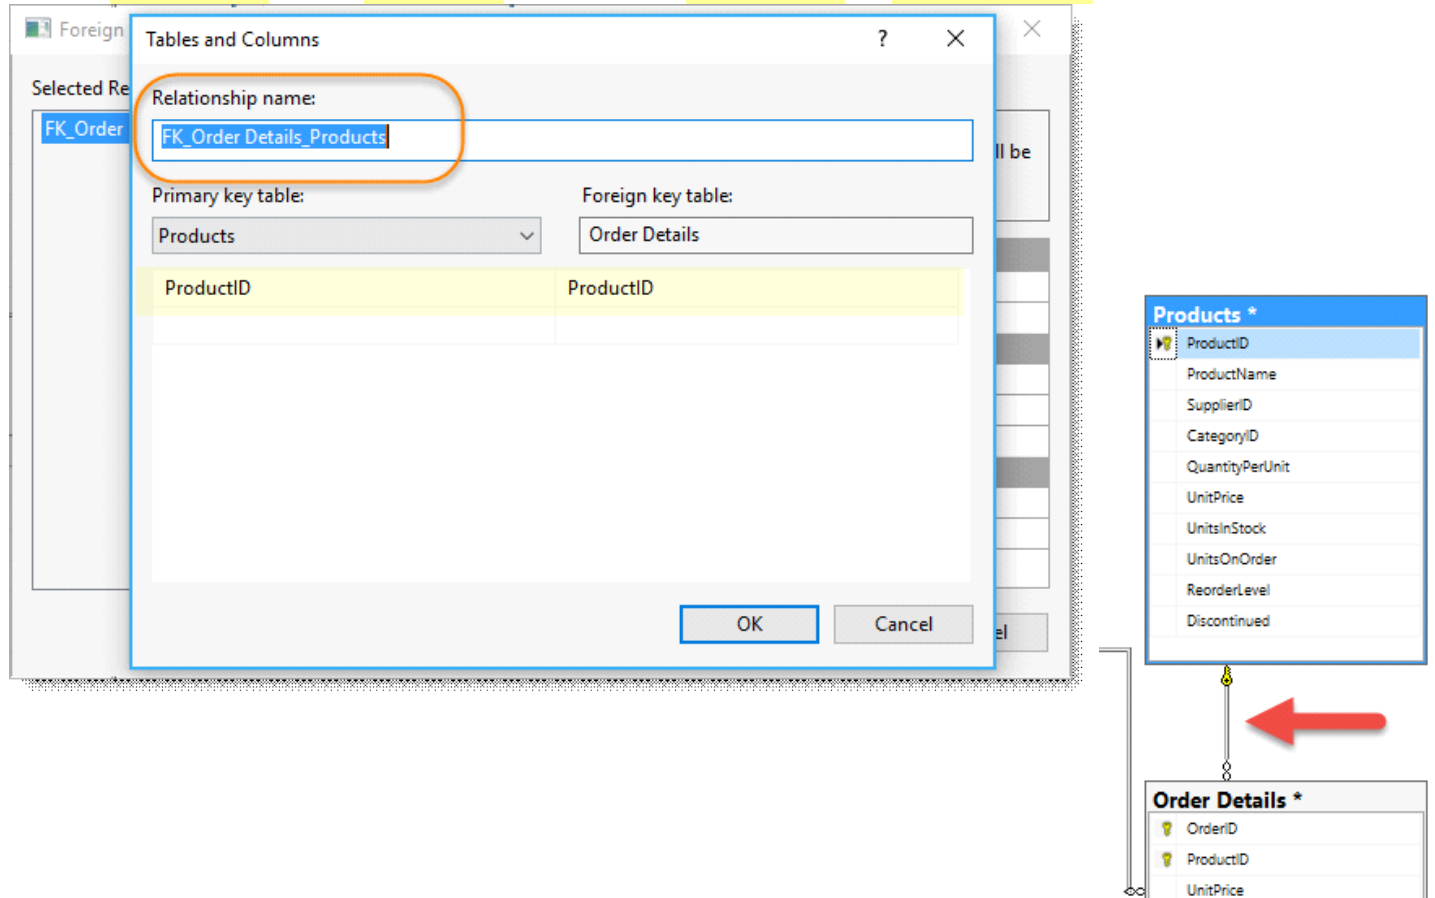 Foreign
Tables and Columns
?
Selected Re
Relationship name:
FK_Order
FK_Order Details_Products
ll be
Primary key table:
Foreign key table:
Products
Order Details
ProductID
ProductID
OK
Cancel
el
Products *
ProductID
ProductName
SupplierID
CategoryID
QuantityPerUnit
UnitPrice
UnitsInStock
UnitsOnOrder
ReorderLevel
Discontinued
Order Details *
OrderID
ProductID
UnitPrice